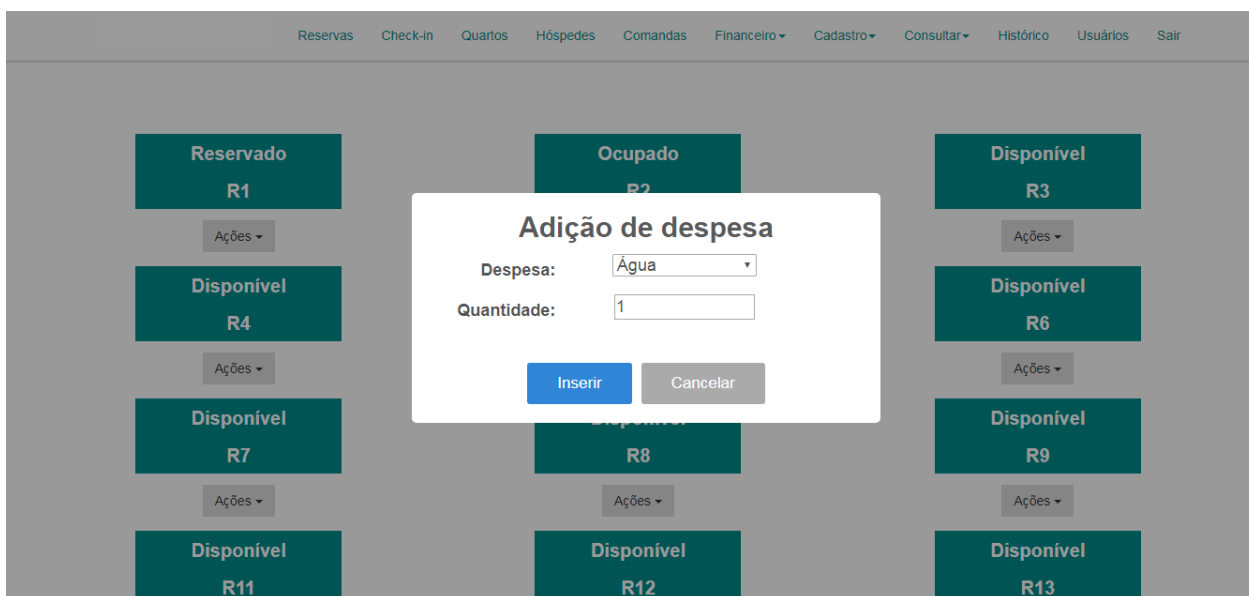 Reservas Check-in Quartos Hóspedes Comandas Financeiro Cadastro Consultar Histórico Usuários Sair
Reservado Ocupado Disponível
R1 R2 R3
Adição de despesa
Ações Ações
Despesa: Água
Disponível Disponível
Quantidade: 1
R4 R6
Ações Ações
Inserir Cancelar
Disponível Disponível Disponível
R7 R8 R9
Ações Ações Ações
Disponível Disponível Disponível
R11 R12 R13